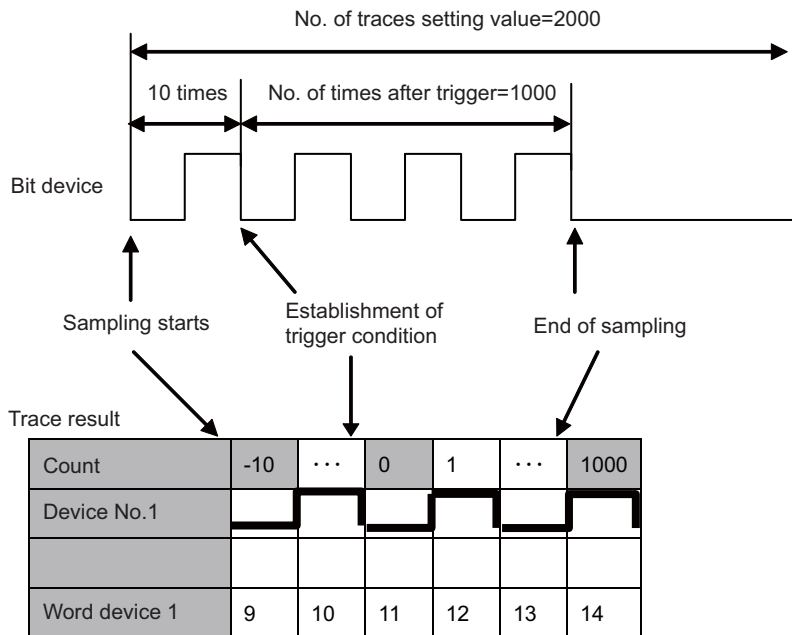 No. of traces setting value=2000
10 times
No. of times after trigger=1000
Bit device
Sampling starts
Establishment of
trigger condition
End of sampling
Trace result
Count -10 ... 0 1 ... 1000
Device No.1
Word device 1 9 10 11 12 13 14